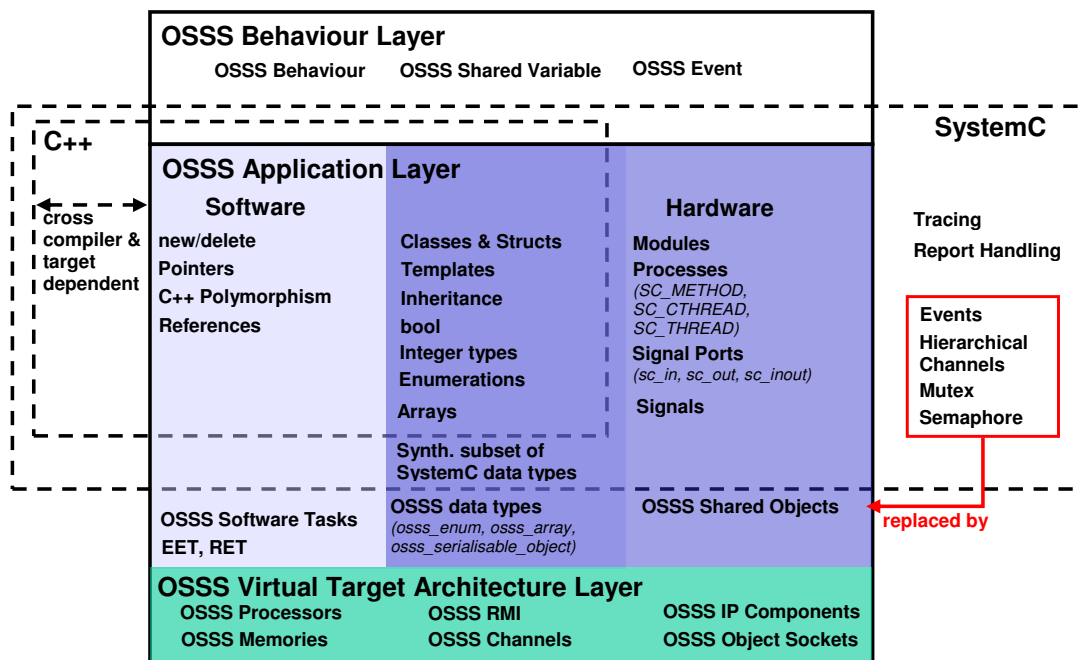 OSSS Behaviour Layer
OSSS Behaviour
OSSS Shared Variable
OSSS Event
C++
SystemC
cross
compiler &
target
dependent
OSSS Application Layer
Software
new/delete
Pointers
C++ Polymorphism
References
Classes & Structs
Templates
Inheritance
bool
Integer types
Enumerations
Arrays
Synth. subset of
SystemC data types
Hardware
Modules
Processes
(SC_METHOD,
SC_CTHREAD,
SC_THREAD)
Signal Ports
(sc_in, sc_out, sc_inout)
Signals
Tracing
Report Handling
Events
Hierarchical
Channels
Mutex
Semaphore
replaced by
OSSS Software Tasks
EET, RET
OSSS data types
(osss_enum, osss_array,
osss_serialisable_object)
OSSS Shared Objects
OSSS Virtual Target Architecture Layer
OSSS Processors
OSSS Memories
OSSS RMI
OSSS Channels
OSSS IP Components
OSSS Object Sockets